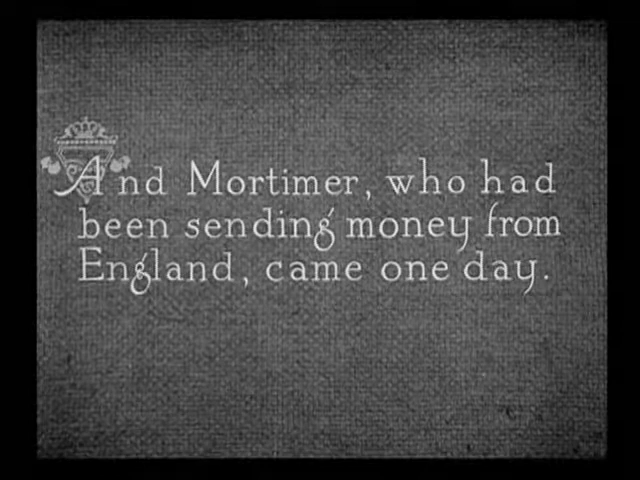 And Mortimer, who had
been sending money from
England, came one day.